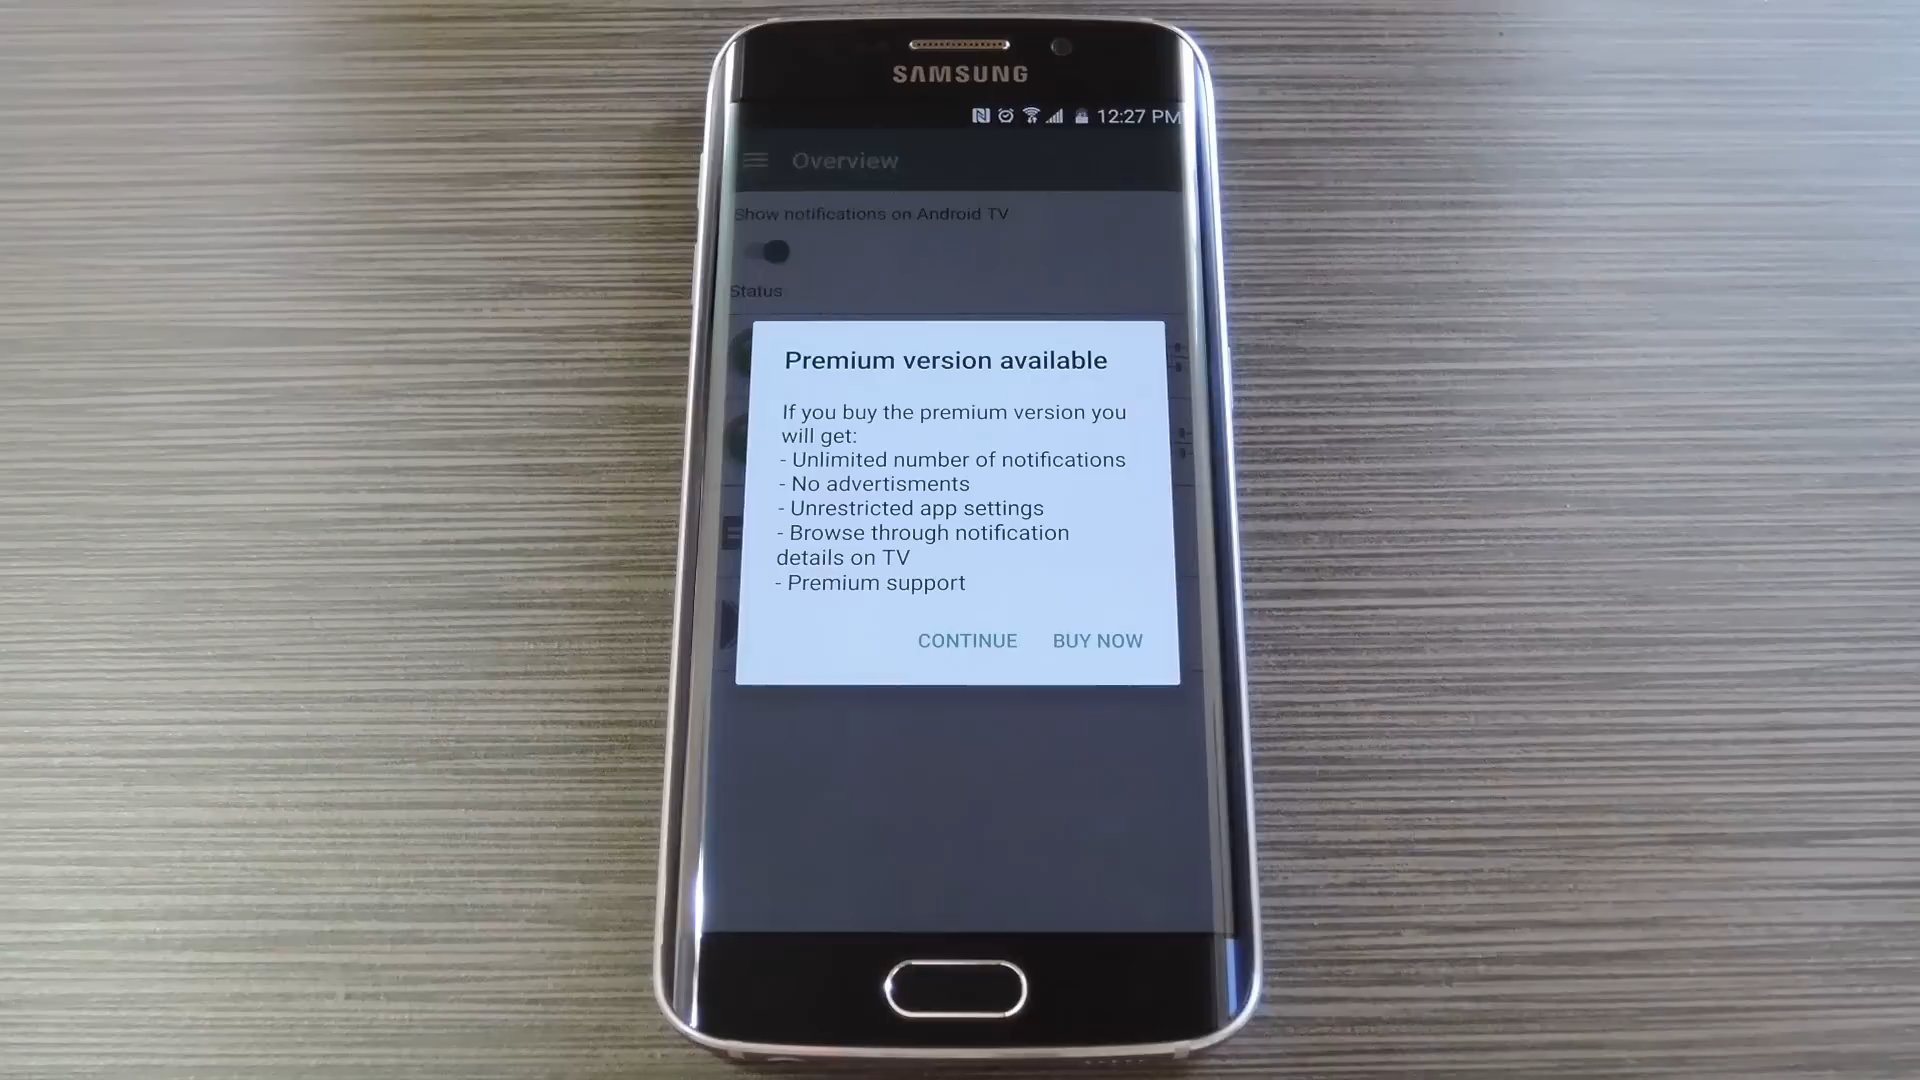 SAMSUNG
12:27 PM
Overview
Show notifications on Android TV
Status
Premium version available
If you buy the premium version you
will get:
- Unlimited number of notifications
- No advertisments
- Unrestricted app settings
- Browse through notification
details on TV
- Premium support
CONTINUE BUY NOW